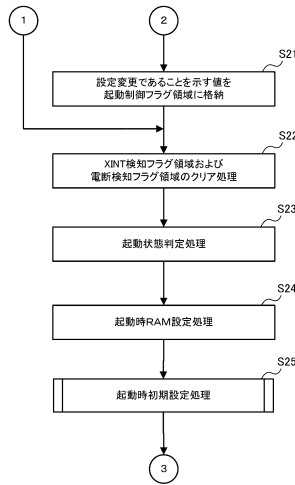 1
2
S21
設定変更であることを示す値を
起動制御フラグ領域に格納
S22
XINT検知フラグ領域および
電断検知フラグ領域のクリア処理
S23
起動状態判定処理
S24
起動時RAM設定処理
S25
起動時初期設定処理
3